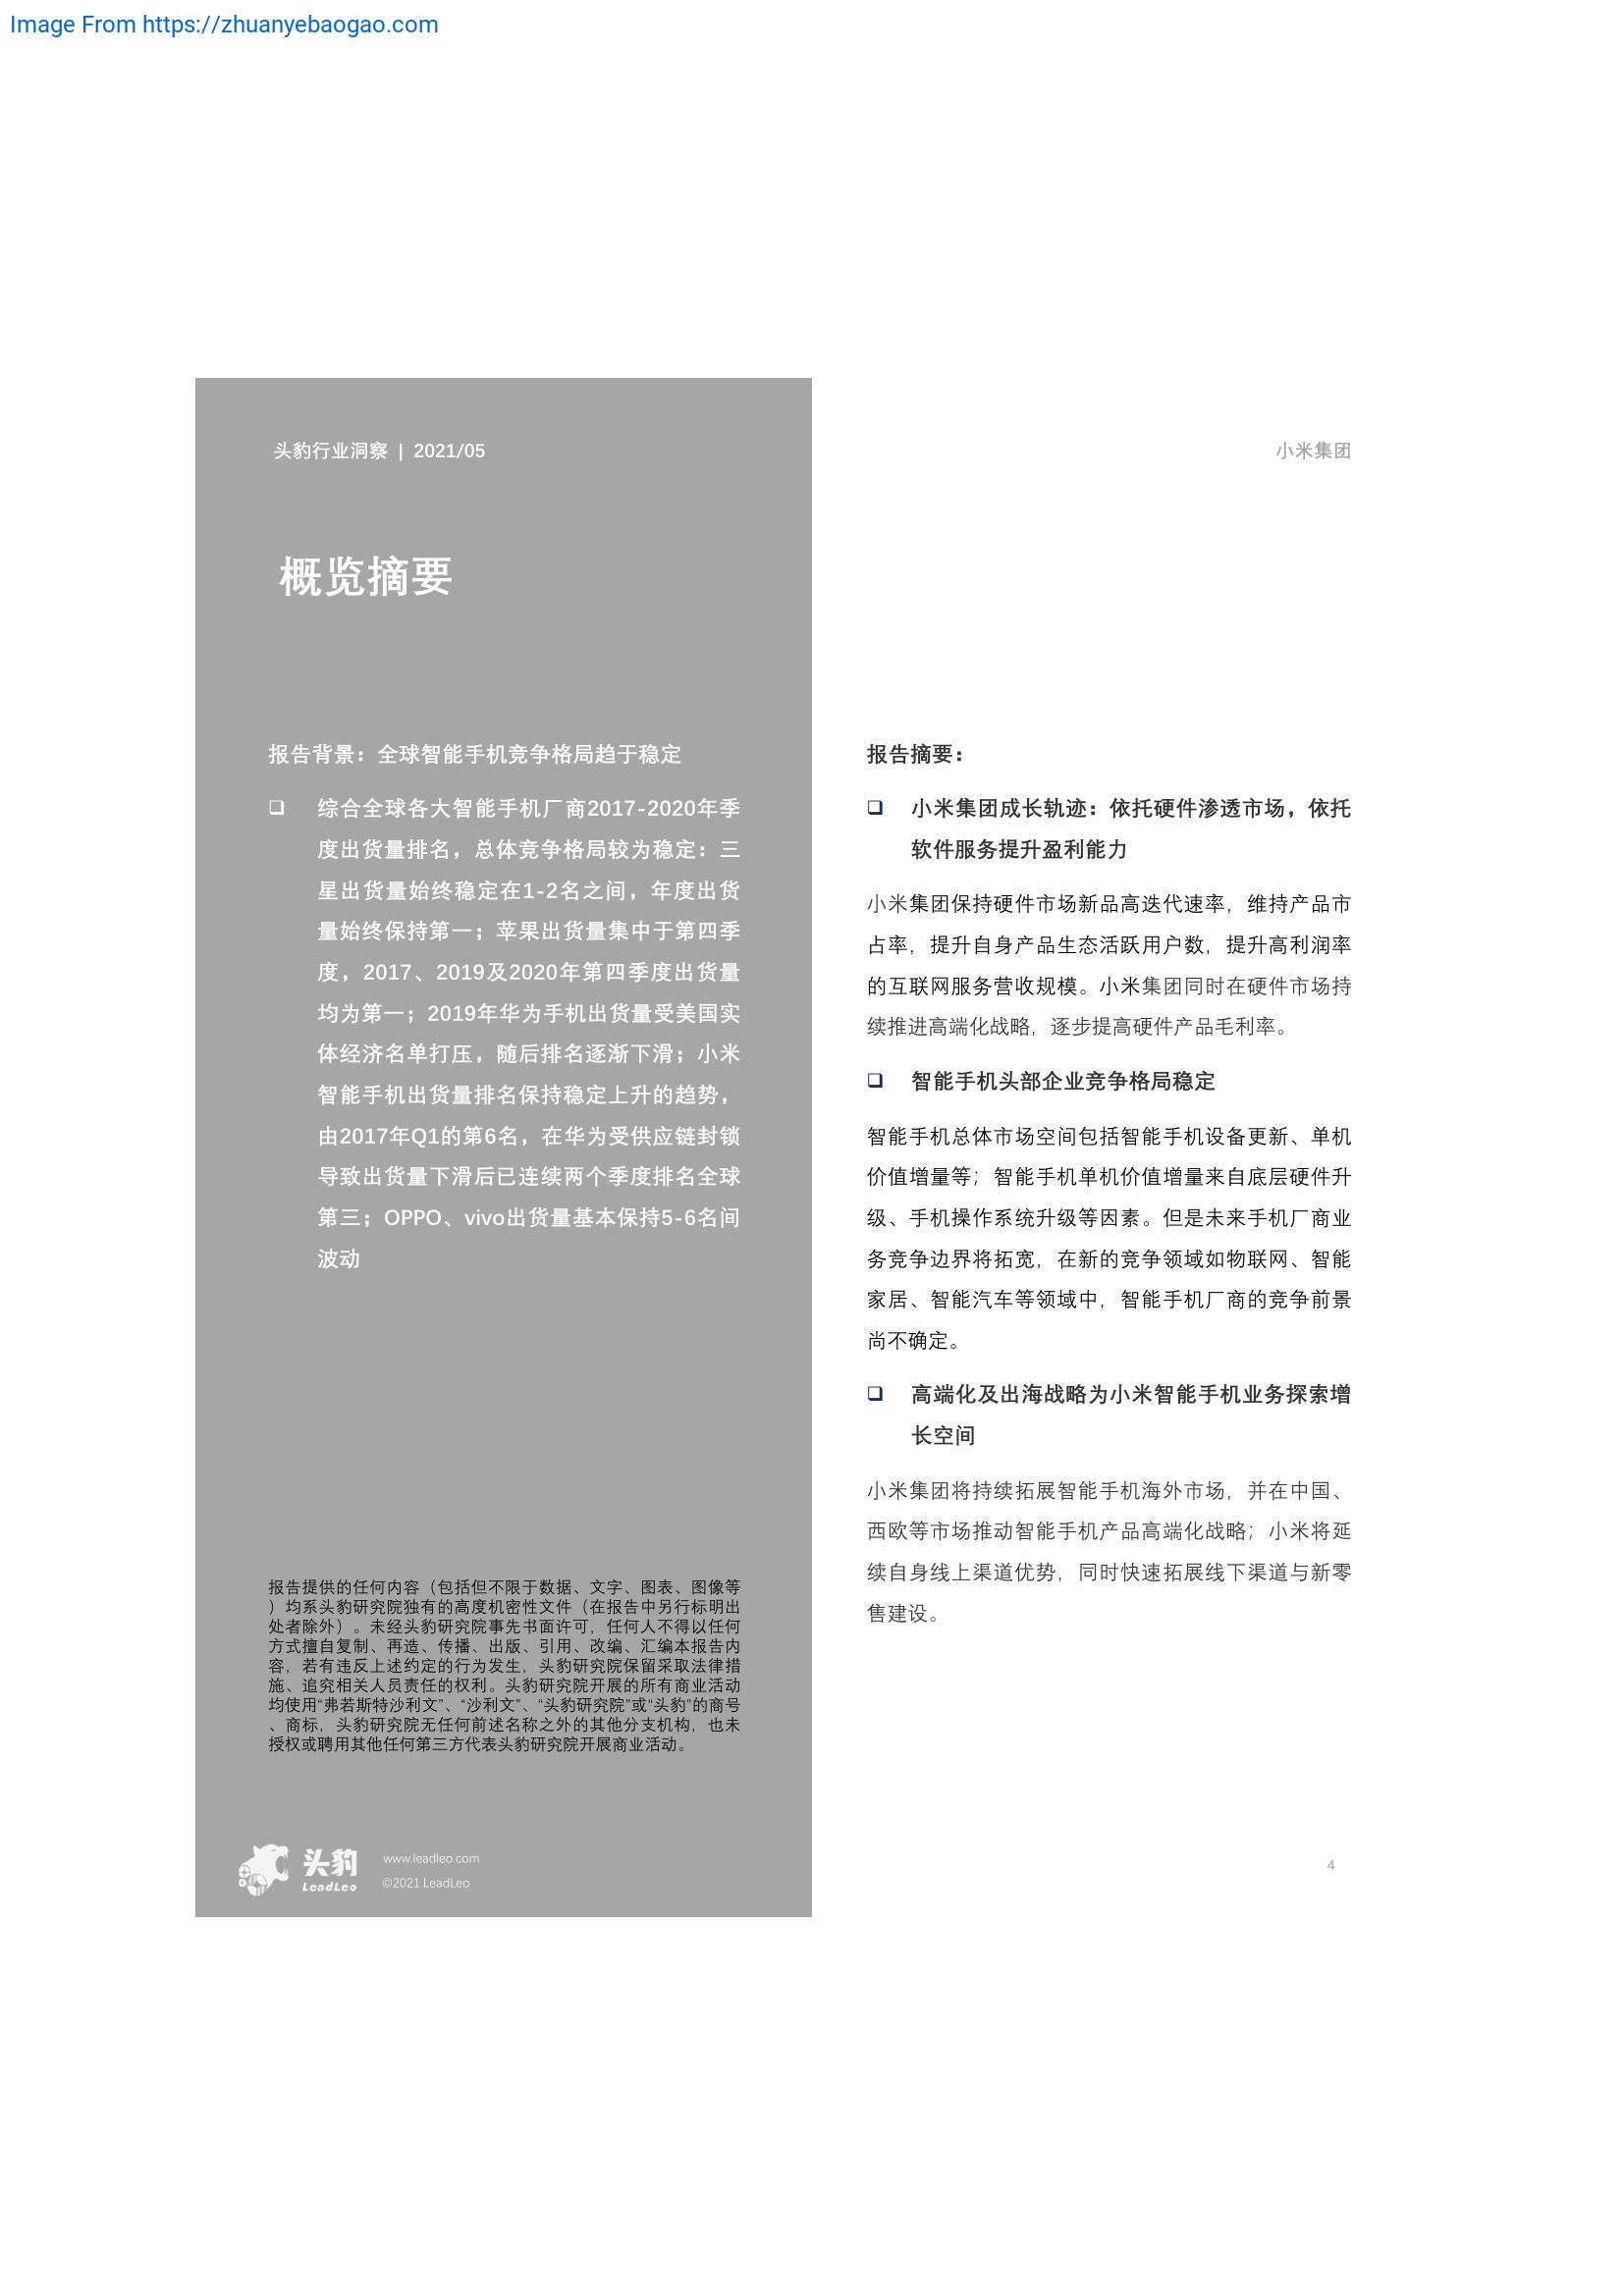 Image From https://zhuanyebaogao.com
头豹行业洞察 | 2021/05
小米集团
概览摘要
报告背景：全球智能手机竞争格局趋于稳定
❑ 综合全球各大智能手机厂商2017-2020年季
度出货量排名，总体竞争格局较为稳定：三
星出货量始终稳定在1-2名之间，年度出货
量始终保持第一；苹果出货量集中于第四季
度，2017、2019及2020年第四季度出货量
均为第一；2019年华为手机出货量受美国实
体经济名单打压，随后排名逐渐下滑；小米
智能手机出货量排名保持稳定上升的趋势，
由2017年Q1的第6名，在华为受供应链封锁
导致出货量下滑后已连续两个季度排名全球
第三；OPPO、vivo出货量基本保持5-6名间
波动
报告提供的任何内容（包括但不限于数据、文字、图表、图像等
）均系头豹研究院独有的高度机密性文件（在报告中另行标明出
处者除外）。未经头豹研究院事先书面许可，任何人不得以任何
方式擅自复制、再造、传播、出版、引用、改编、汇编本报告内
容，若有违反上述约定的行为发生，头豹研究院保留采取法律措
施、追究相关人员责任的权利。头豹研究院开展的所有商业活动
均使用“弗若斯特沙利文”、“沙利文”、“头豹研究院”或“头豹”的商号
、商标，头豹研究院无任何前述名称之外的其他分支机构，也未
授权或聘用其他任何第三方代表头豹研究院开展商业活动。
头豹
LeadLeo
www.leadleo.com
©2021 LeadLeo
报告摘要：
❑ 小米集团成长轨迹：依托硬件渗透市场，依托
软件服务提升盈利能力
小米集团保持硬件市场新品高迭代速率，维持产品市
占率，提升自身产品生态活跃用户数，提升高利润率
的互联网服务营收规模。小米集团同时在硬件市场持
续推进高端化战略，逐步提高硬件产品毛利率。
❑ 智能手机头部企业竞争格局稳定
智能手机总体市场空间包括智能手机设备更新、单机
价值增量等；智能手机单机价值增量来自底层硬件升
级、手机操作系统升级等因素。但是未来手机厂商业
务竞争边界将拓宽，在新的竞争领域如物联网、智能
家居、智能汽车等领域中，智能手机厂商的竞争前景
尚不确定。
❑ 高端化及出海战略为小米智能手机业务探索增
长空间
小米集团将持续拓展智能手机海外市场，并在中国、
西欧等市场推动智能手机产品高端化战略；小米将延
续自身线上渠道优势，同时快速拓展线下渠道与新零
售建设。
4